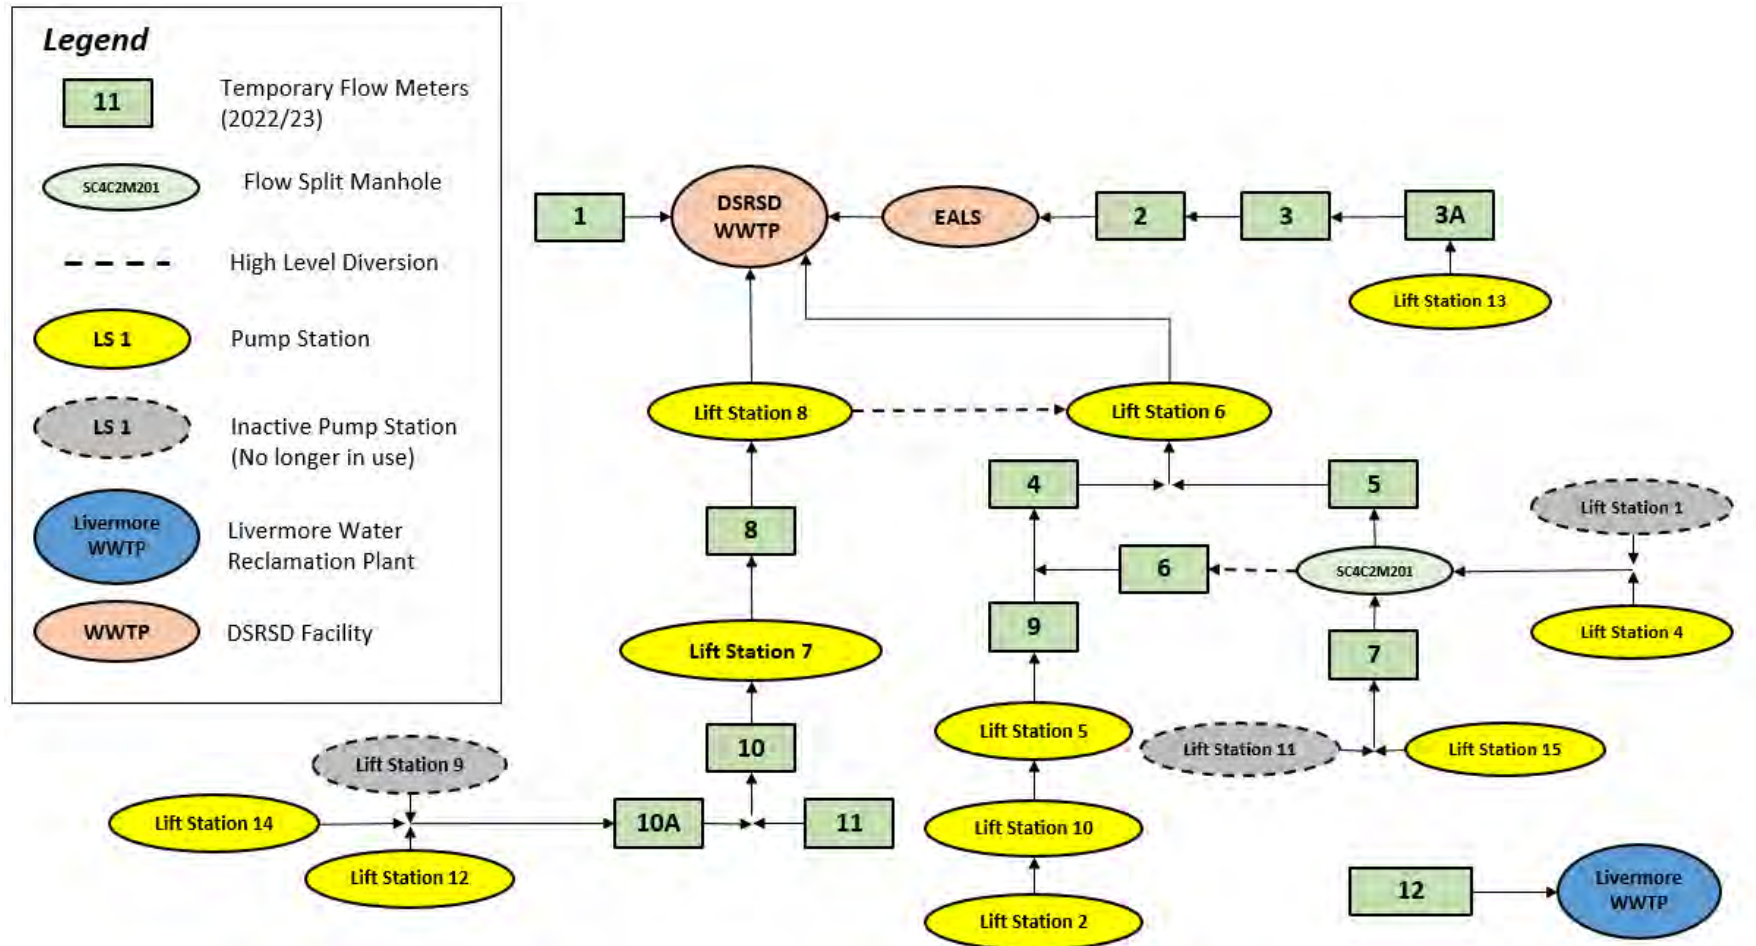 Legend
11
Temporary Flow Meters
(2022/23)
SC4C2M201
Flow Split Manhole
High Level Diversion
LS 1
Pump Station
LS 1
Inactive Pump Station
(No longer in use)
Livermore
WWTP
Livermore Water
Reclamation Plant
WWTP
DSRSD Facility
1
DSRSD
WWTP
EALS
2
3
3A
Lift Station 13
Lift Station 8
Lift Station 6
4
5
Lift Station 1
8
6
SC4C2M201
9
Lift Station 4
Lift Station 7
7
Lift Station 5
10
Lift Station 11
Lift Station 15
Lift Station 9
Lift Station 14
10A
11
Lift Station 10
Lift Station 12
12
Livermore
WWTP
Lift Station 2